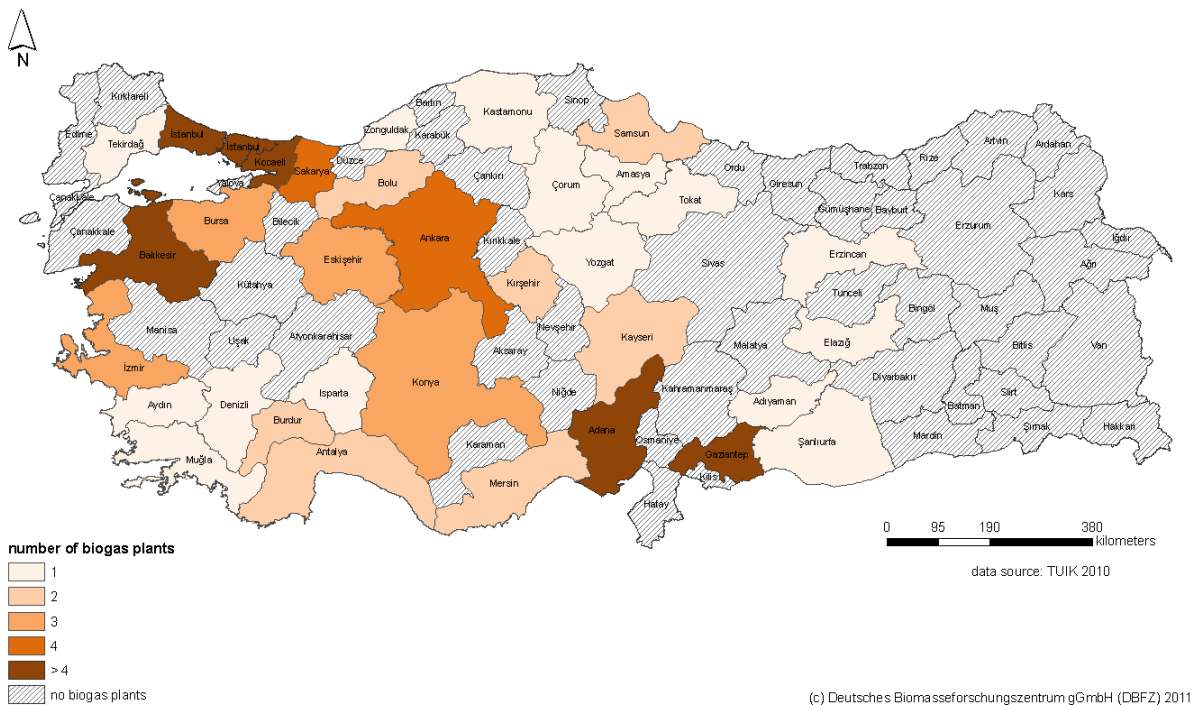 N
Kırklareli
Edirne
Tekirdağ
İstanbul
İstanbul
Kocaeli
Sakarya
Yalova
Düzce
Zonguldak
Bartın
Karabük
Kastamonu
Sinop
Samsun
Çanakkale
Çanakkale
Balıkesir
Bursa
Bilecik
Bolu
Çankırı
Çorum
Amasya
Tokat
Ordu
Giresun
Trabzon
Rize
Artvin
Ardahan
Kars
Gümüşhane
Bayburt
Erzurum
Iğdır
Ağrı
Eskişehir
Ankara
Kırıkkale
Yozgat
Sivas
Erzincan
Tunceli
Bingöl
Muş
Kütahya
Kırşehir
Manisa
Uşak
Afyonkarahisar
Nevşehir
Kayseri
Malatya
Elazığ
Bitlis
Van
İzmir
Aksaray
Konya
Niğde
Kahramanmaraş
Diyarbakır
Batman
Siirt
Aydın
Denizli
Isparta
Burdur
Adıyaman
Şanlıurfa
Mardin
Şırnak
Hakkari
Muğla
Antalya
Karaman
Mersin
Adana
Osmaniye
Gaziantep
Kilis
Hatay
0 95 190 380
kilometers
data source: TUIK 2010
number of biogas plants
1
2
3
4
> 4
no biogas plants
(c) Deutsches Biomasseforschungszentrum gGmbH (DBFZ) 2011